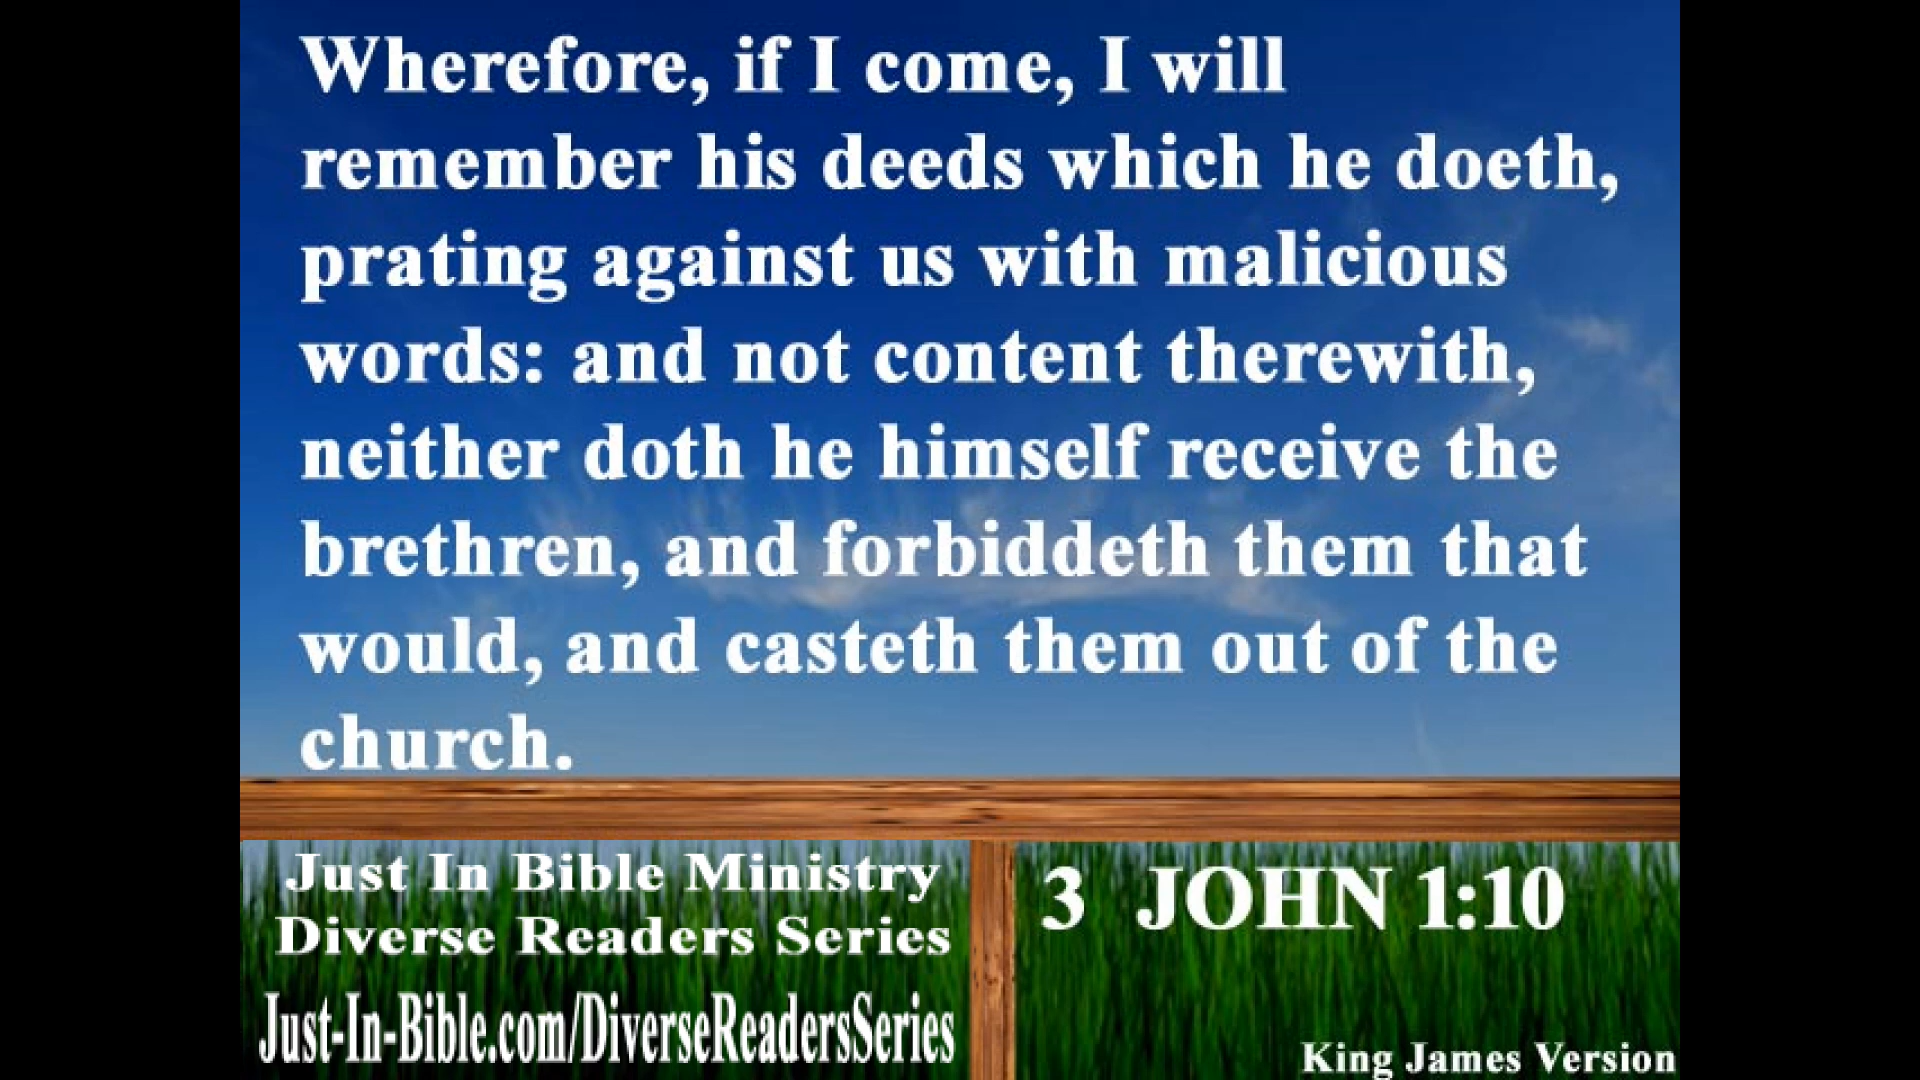 Wherefore, if I come, I will
remember his deeds which he doeth,
prating against us with malicious
words: and not content therewith,
neither doth he himself receive the
brethren, and forbiddeth them that
would, and casteth them out of the
church.
Just In Bible Ministry
Diverse Readers Series
Just-In-Bible.com/DiverseReadersSeries
3 JOHN 1:10
King James Version